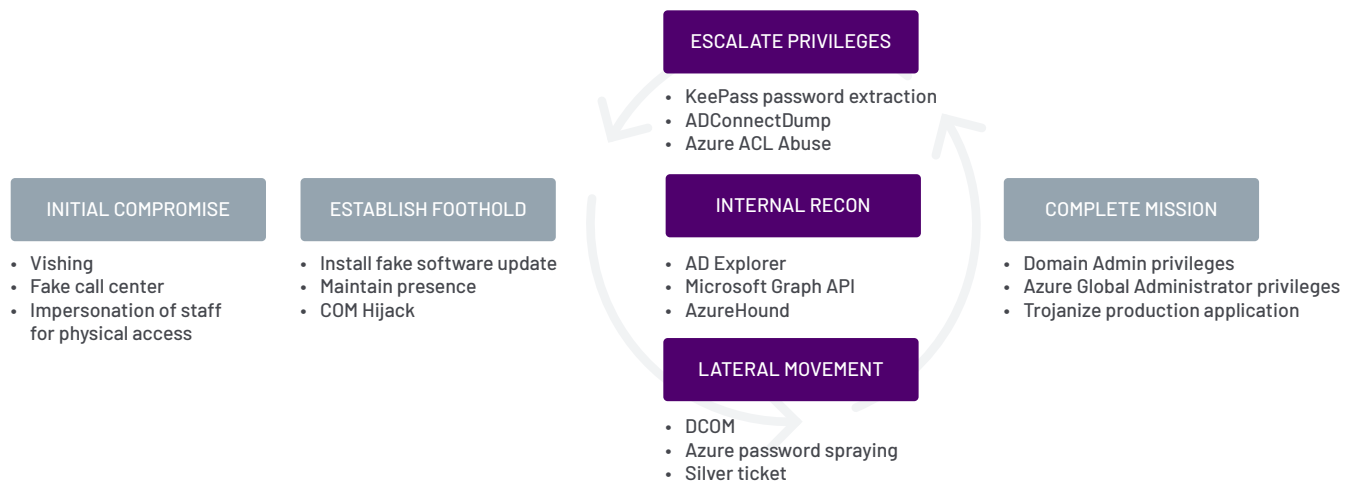 ESCALATE PRIVILEGES
• KeePass password extraction
• ADConnectDump
• Azure ACL Abuse
INITIAL COMPROMISE
• Vishing
• Fake call center
• Impersonation of staff
for physical access
ESTABLISH FOOTHOLD
• Install fake software update
• Maintain presence
• COM Hijack
INTERNAL RECON
• AD Explorer
• Microsoft Graph API
• AzureHound
LATERAL MOVEMENT
• DCOM
• Azure password spraying
• Silver ticket
COMPLETE MISSION
• Domain Admin privileges
• Azure Global Administrator privileges
• Trojanize production application